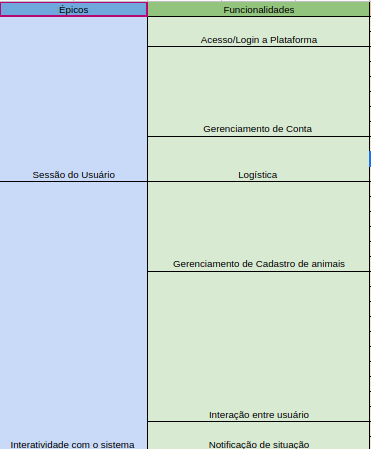 Épicos Funcionalidades
Acesso/Login a Plataforma
Gerenciamento de Conta
Sessão do Usuário Logística
Gerenciamento de Cadastro de animais
Interação entre usuário
Interatividade com o sistema Notificação de situação